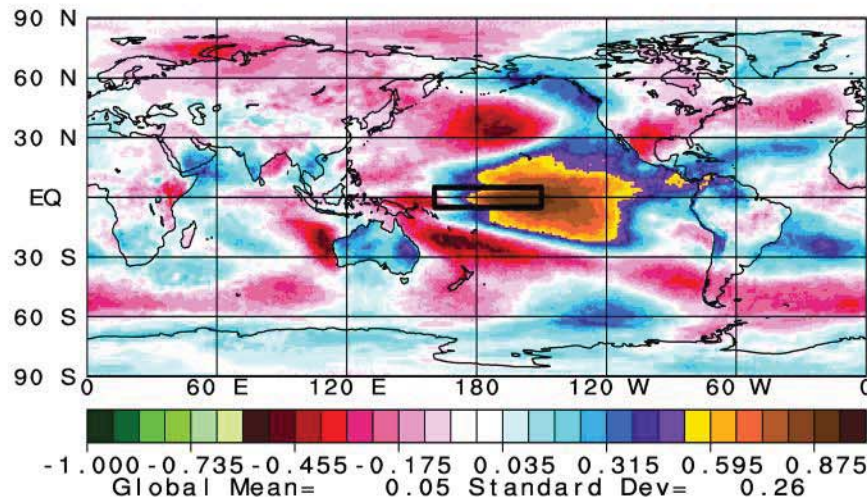 90 N
60 N
30 N
EQ
30 S
60 S
90 S
0 60 E 120 E 180 120 W 60 W 0
-1.000 -0.735 -0.455 -0.175 0.035 0.315 0.595 0.875
Global Mean= 0.05 Standard Dev= 0.26